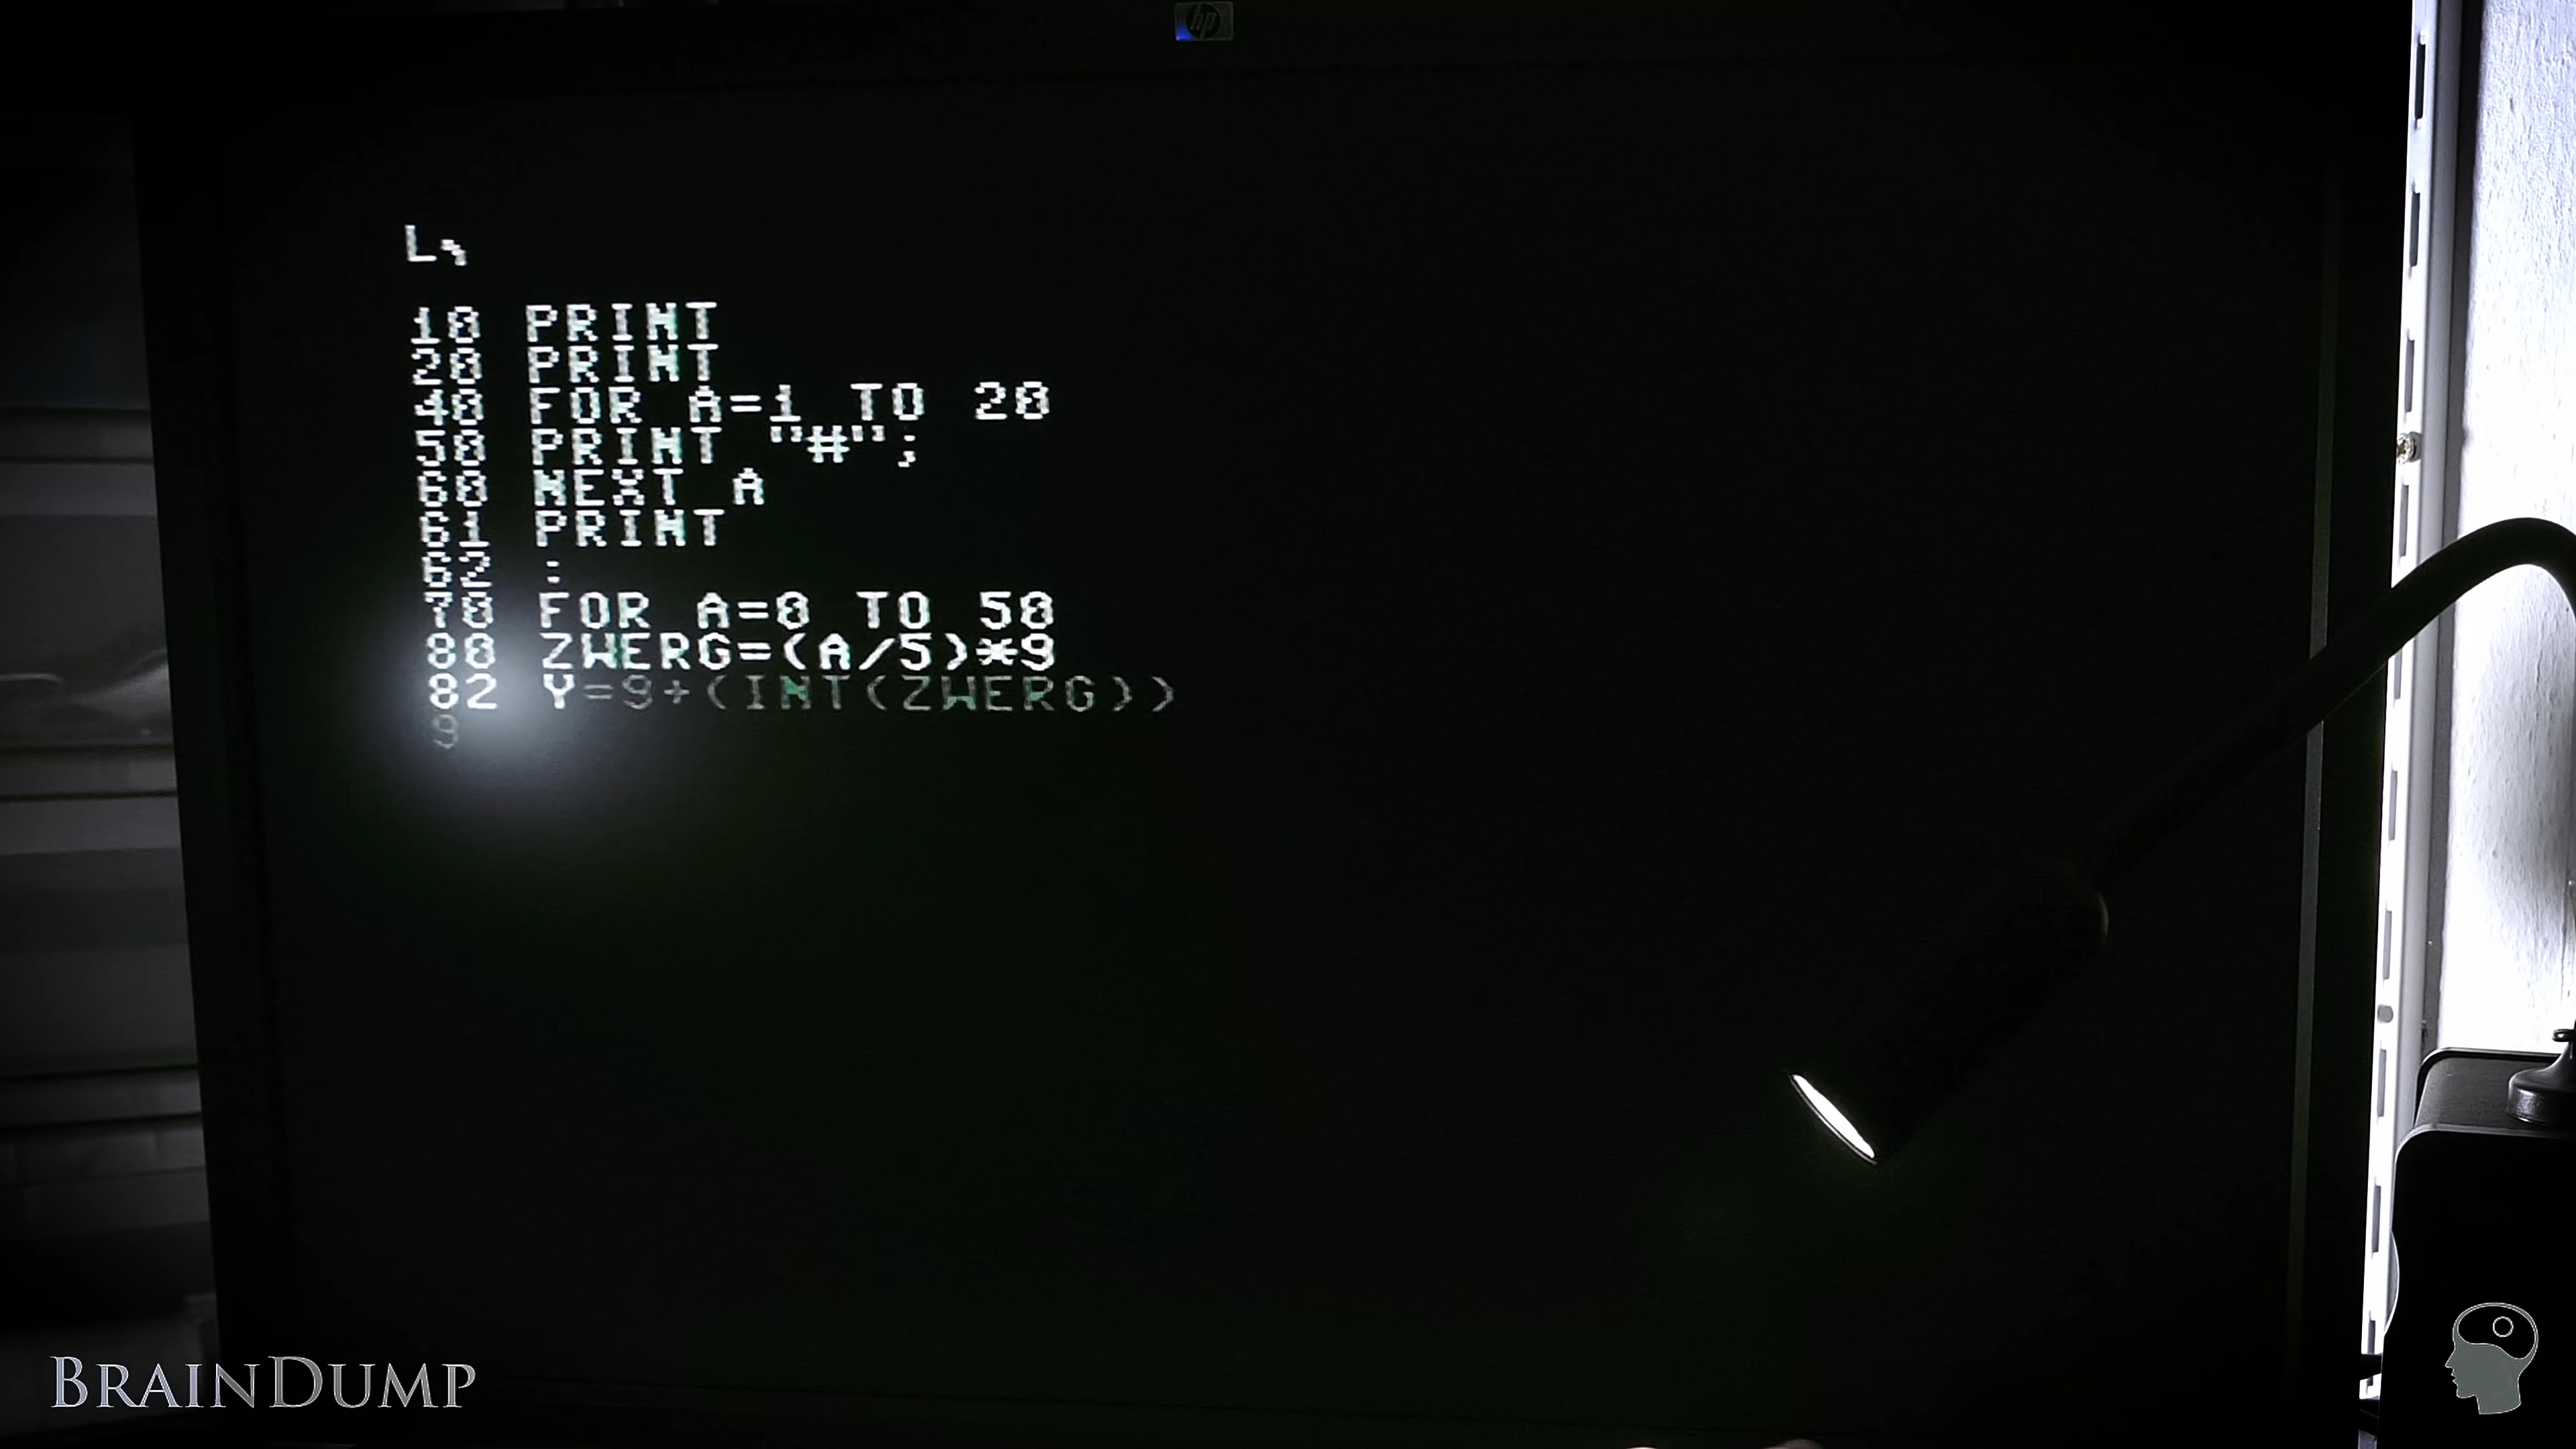 hp
L╮
10 PRINT
20 PRINT
40 FOR A=1 TO 20
50 PRINT "#";
60 NEXT A
61 PRINT
62 :
70 FOR A=0 TO 50
80 ZWERG=(A/5)*9
82 Y=9+(INT(ZWERG))
9
BRAINDUMP